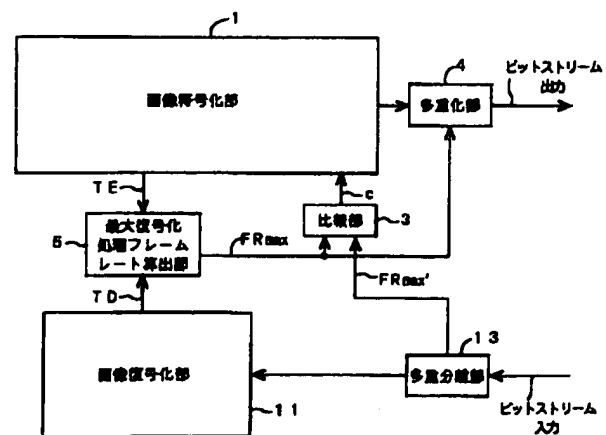 1
画像符号化部
4
多重化部
ビットストリーム
出力
TE
c
比較部
3
5
最大復号化
処理フレーム
レート算出部
FRmax
FRmax'
TD
13
画像復号化部
多重分離部
11
ビットストリーム
入力